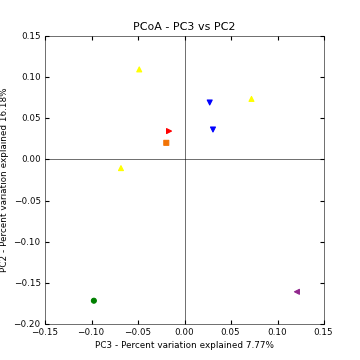 PCoA - PC3 vs PC2
0.15
0.10
0.05
0.00
−0.05
−0.10
−0.15
−0.20
PC2 - Percent variation explained 16.18%
−0.15 −0.10 −0.05 0.00 0.05 0.10 0.15
PC3 - Percent variation explained 7.77%